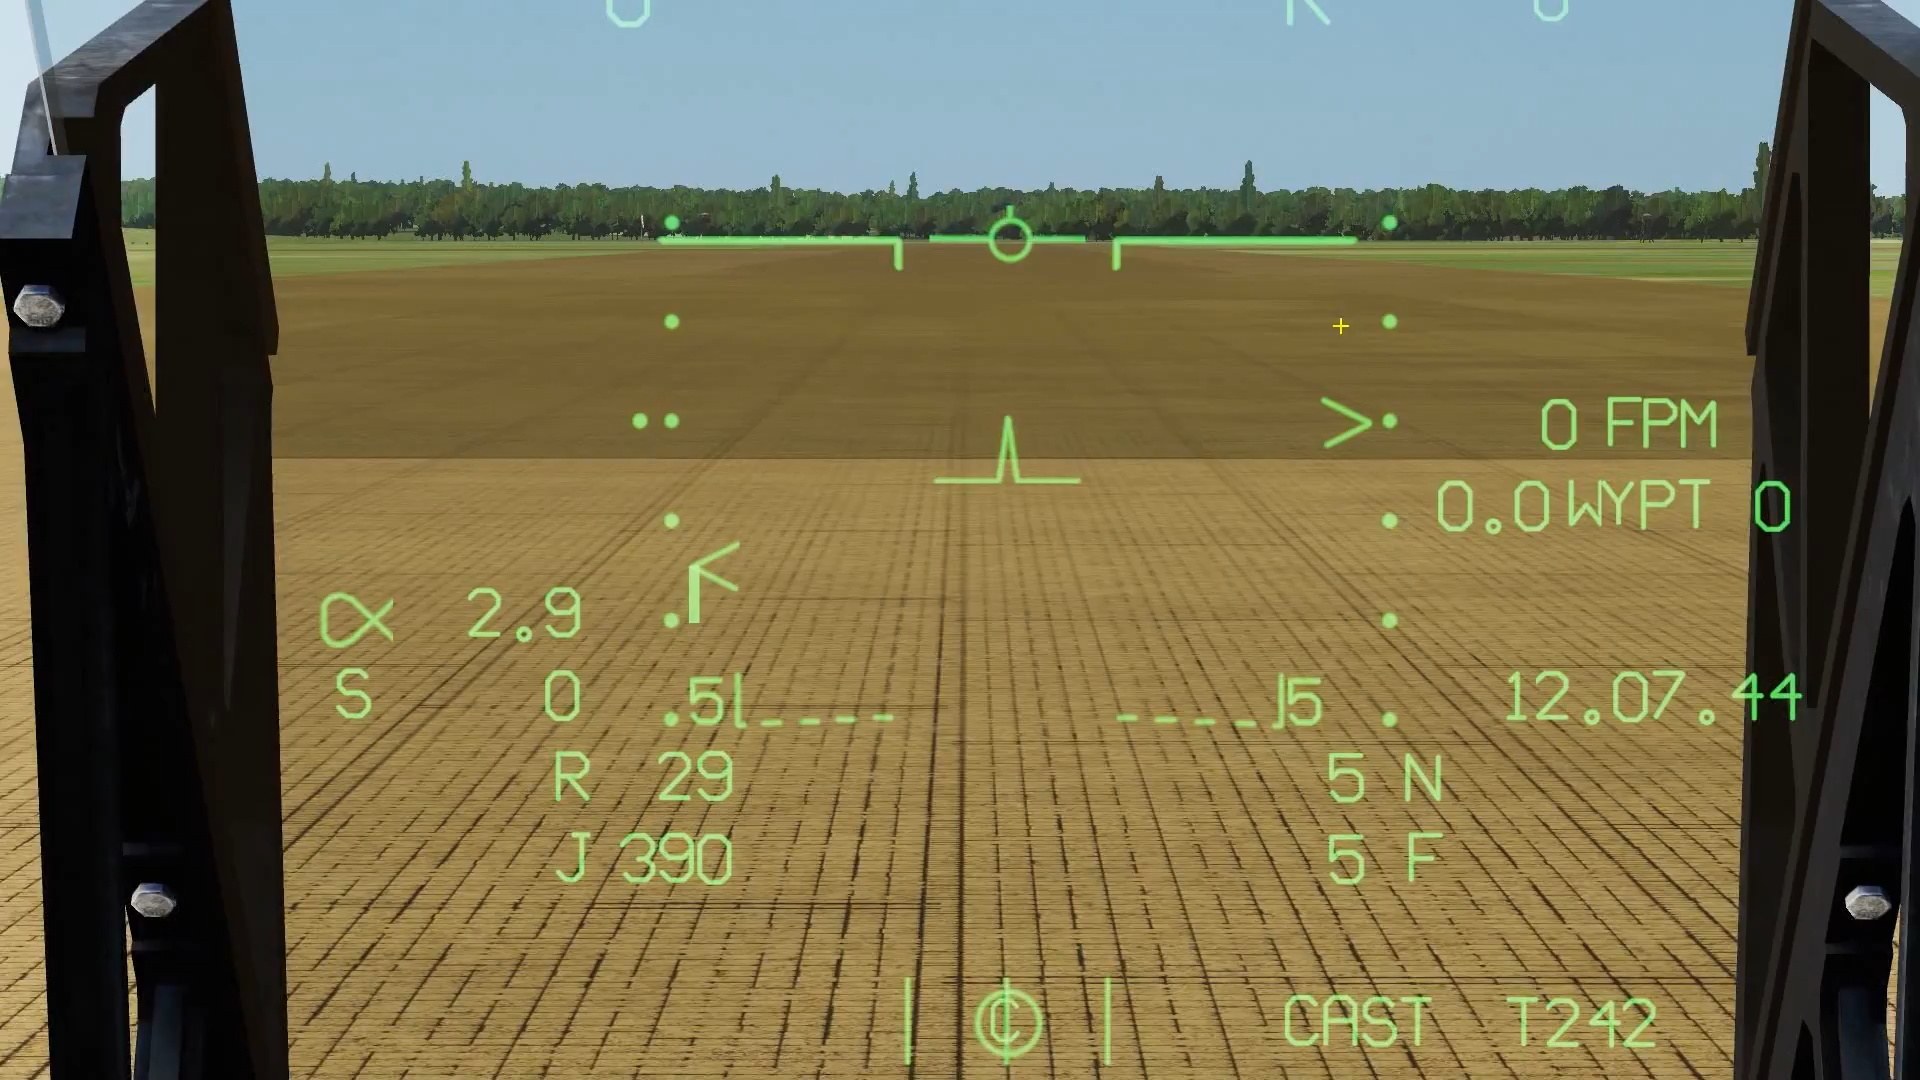 0 FPM
0.0 WYPT 0
α 2.9
S 0
.5 5
12.07.44
R 29
5 N
J 390
5 F
CAST T242